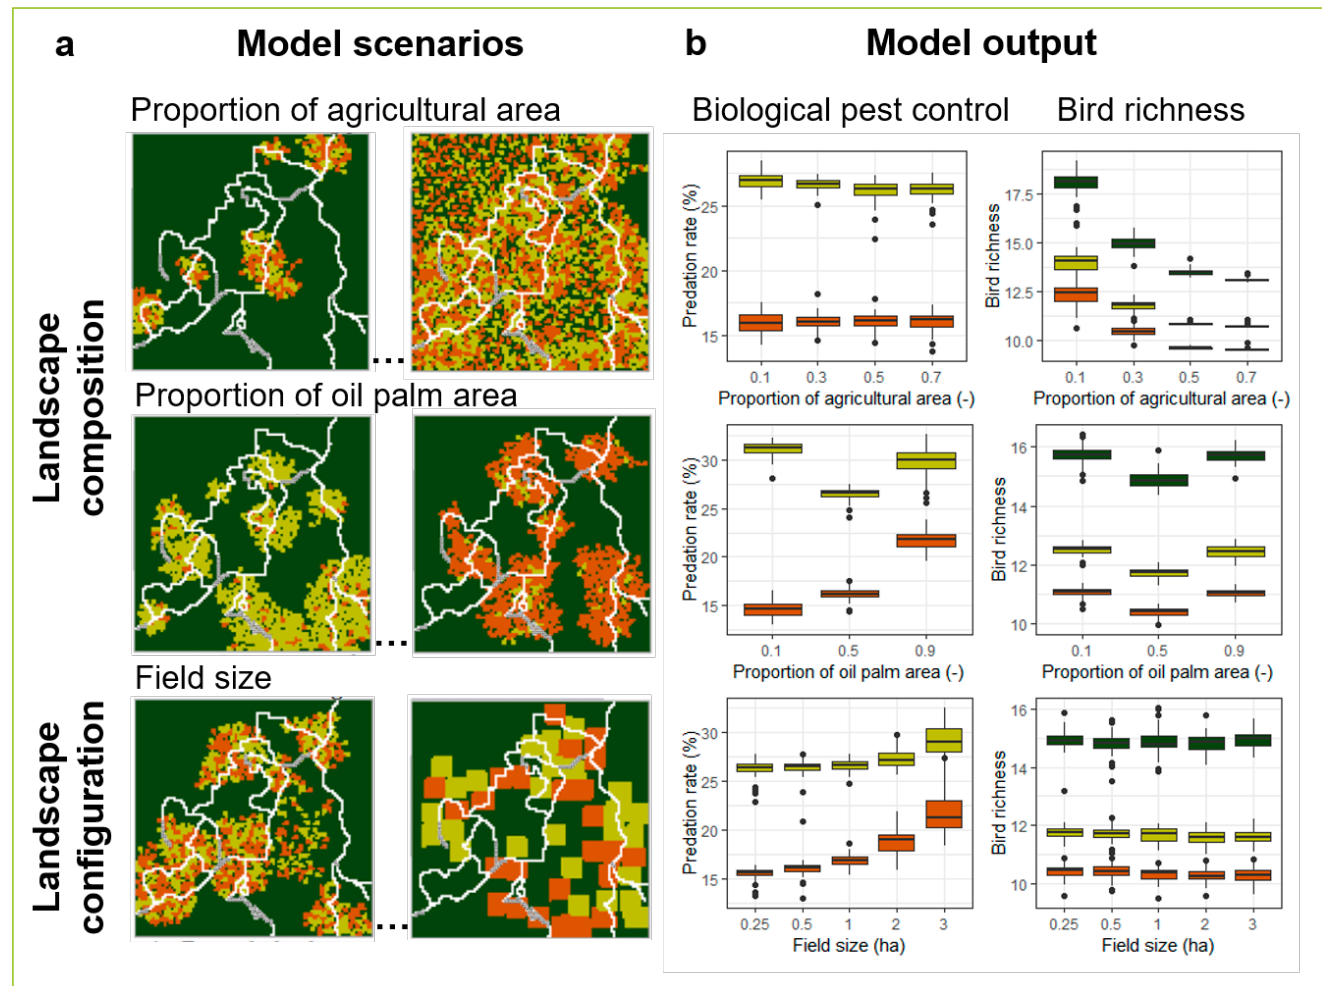 a Model scenarios
b Model output
Proportion of agricultural area
Biological pest control
Bird richness
Landscape
composition
...
Predation rate (%)
25
20
15
0.1 0.3 0.5 0.7
Proportion of agricultural area (-)
Bird richness
17.5
15.0
12.5
10.0
0.1 0.3 0.5 0.7
Proportion of agricultural area (-)
Proportion of oil palm area
...
Predation rate (%)
30
25
20
15
0.1 0.5 0.9
Proportion of oil palm area (-)
Bird richness
16
14
12
10
0.1 0.5 0.9
Proportion of oil palm area (-)
Landscape
configuration
Field size
...
Predation rate (%)
30
25
20
15
0.25 0.5 1 2 3
Field size (ha)
Bird richness
16
14
12
10
0.25 0.5 1 2 3
Field size (ha)